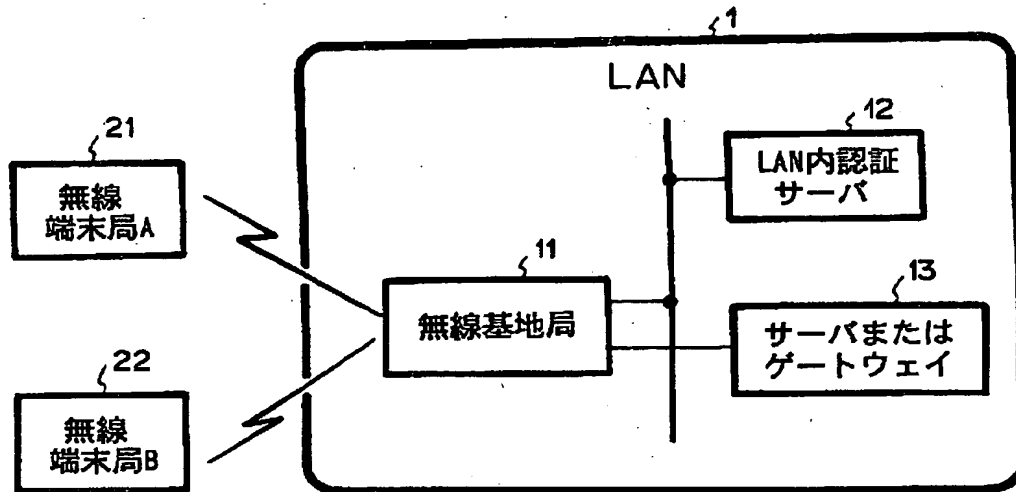 1
LAN
21
無線
端末局A
12
LAN内認証
サーバ
11
無線基地局
13
サーバまたは
ゲートウェイ
22
無線
端末局B